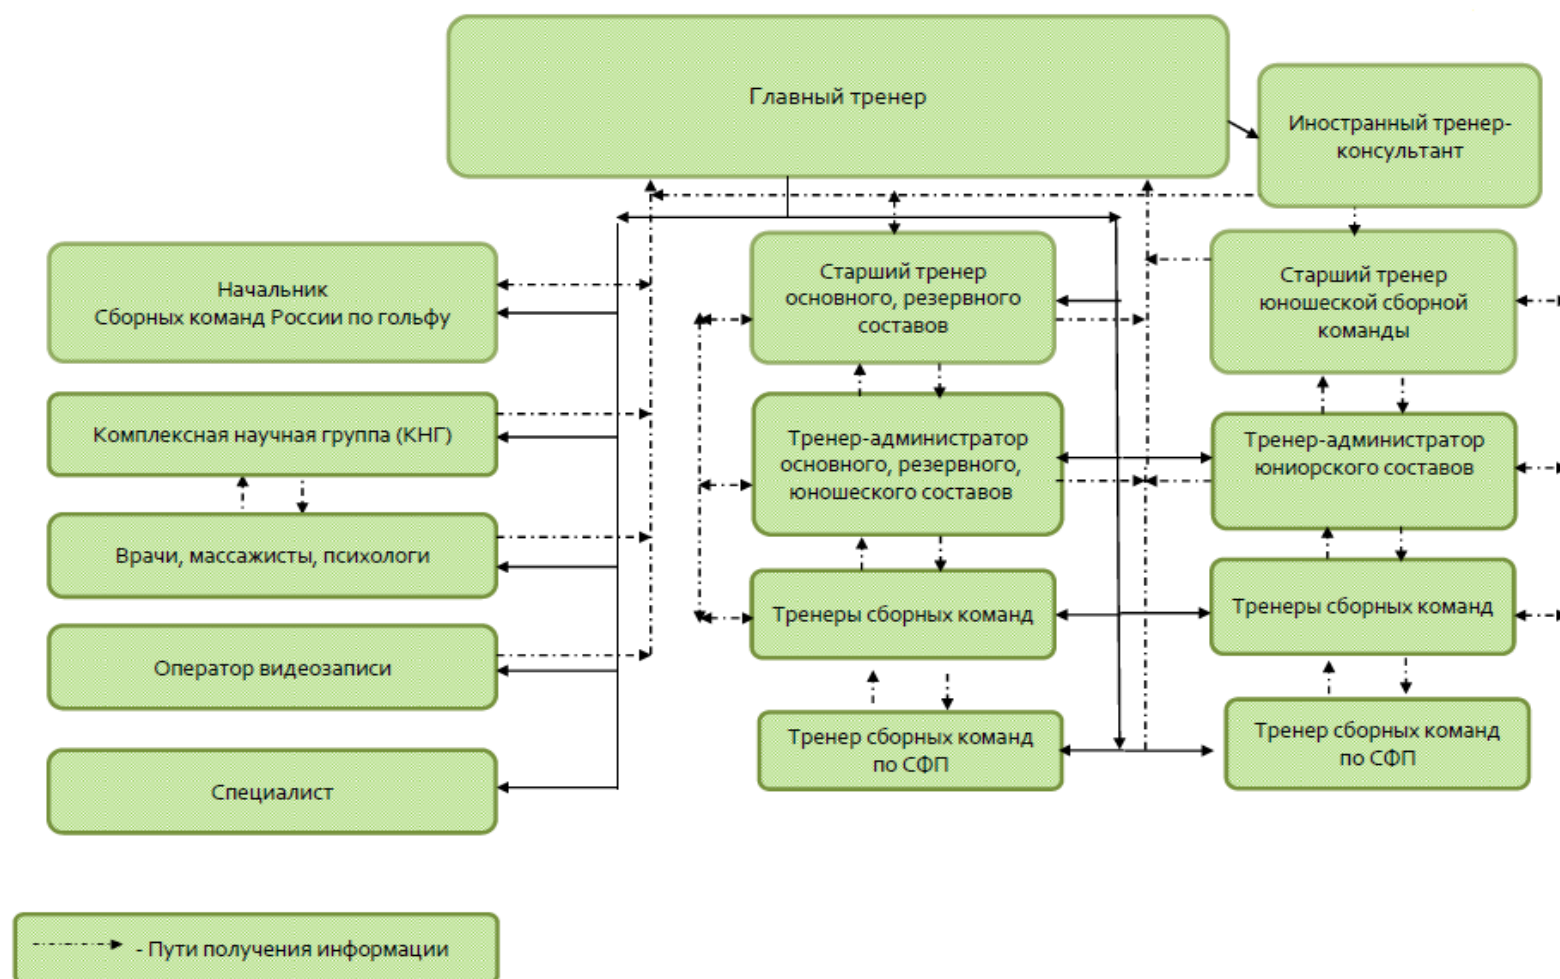 Главный тренер
Иностранный тренер-
консультант
Начальник
Сборных команд России по гольфу
Старший тренер
основного, резервного
составов
Старший тренер
юношеской сборной
команды
Комплексная научная группа (КНГ)
Тренер-администратор
основного, резервного,
юношеского составов
Тренер-администратор
юниорского составов
Врачи, массажисты, психологи
Тренеры сборных команд
Тренеры сборных команд
Оператор видеозаписи
Тренер сборных команд
по СФП
Тренер сборных команд
по СФП
Специалист
- Пути получения информации